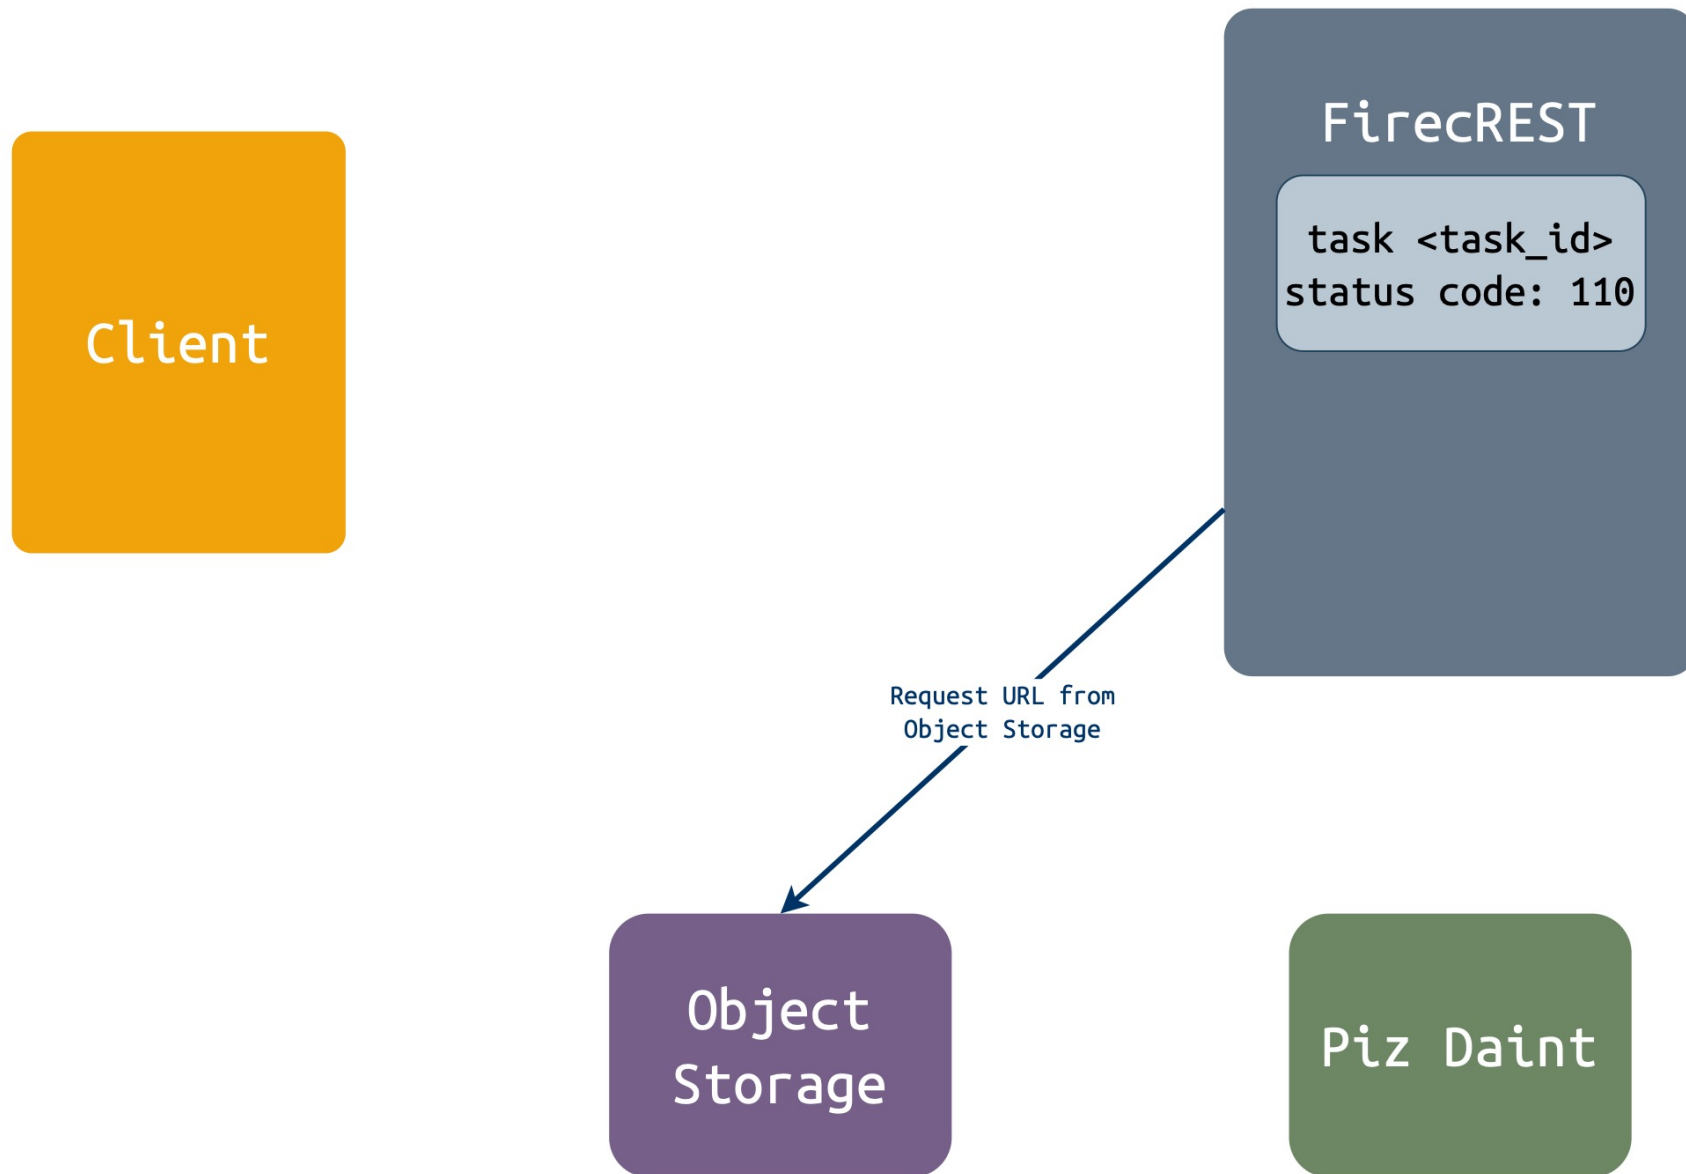 FirecREST
task <task_id>
status code: 110
Client
Request URL from
Object Storage
Object
Storage
Piz Daint